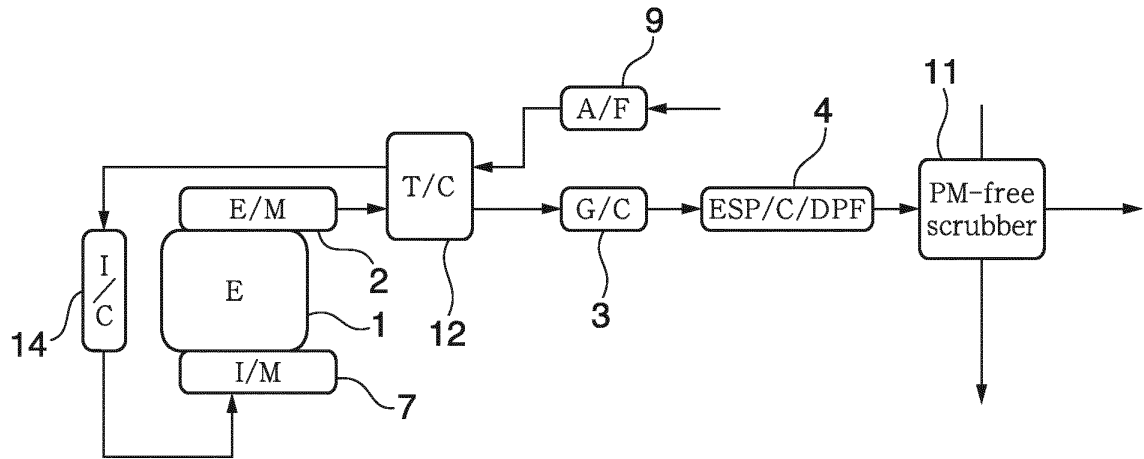 9
A/F
11
4
T/C
E/M
G/C
ESP/C/DPF
PM-free
scrubber
I
/
C
E
2
1
12
3
14
I/M
7